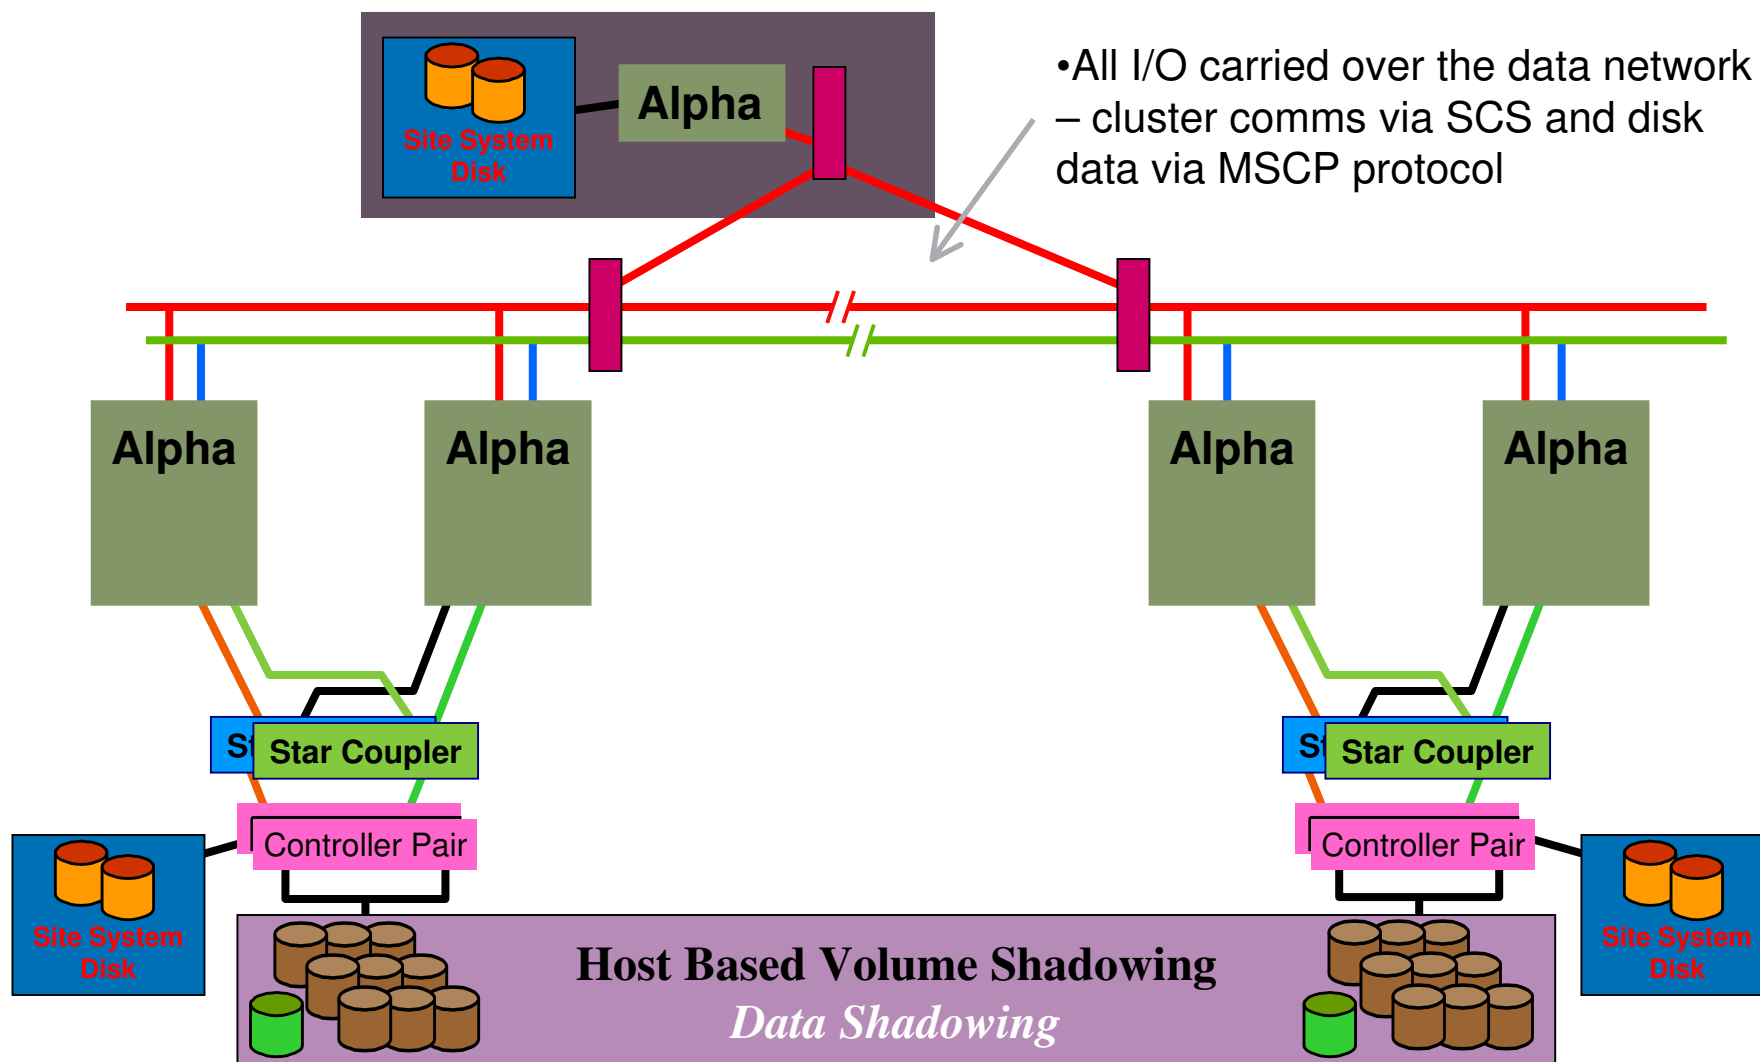 •All I/O carried over the data network
– cluster comms via SCS and disk
data via MSCP protocol
Alpha
Site System
Disk
Alpha
Alpha
Alpha
Alpha
St
Star Coupler
St
Star Coupler
Controller Pair
Controller Pair
Site System
Disk
Site System
Disk
Host Based Volume Shadowing
Data Shadowing